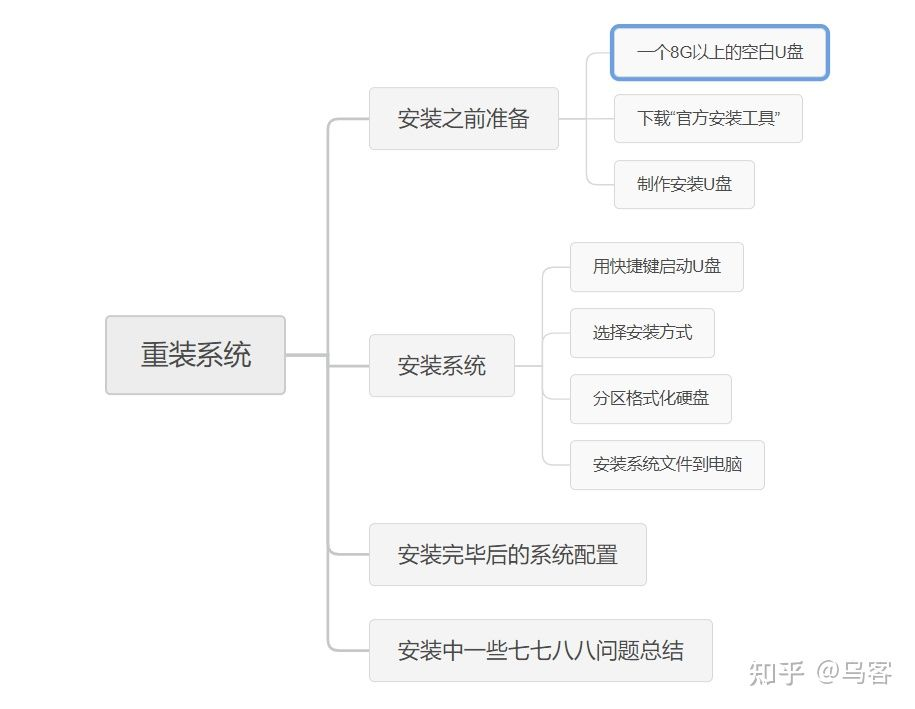 重装系统
安装之前准备
一个8G以上的空白U盘
下载“官方安装工具”
制作安装U盘
安装系统
用快捷键启动U盘
选择安装方式
分区格式化硬盘
安装系统文件到电脑
安装完毕后的系统配置
安装中一些七七八八问题总结
知乎 @乌客